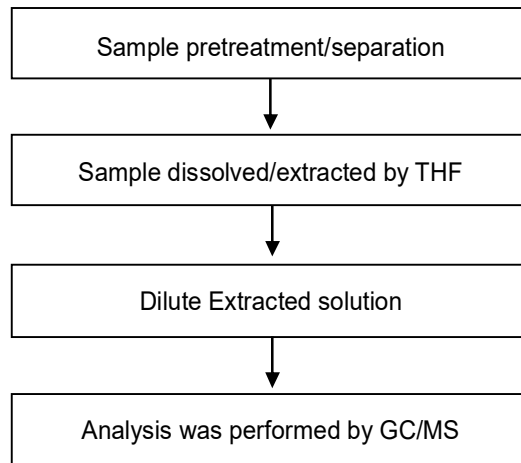 Sample pretreatment/separation
Sample dissolved/extracted by THF
Dilute Extracted solution
Analysis was performed by GC/MS